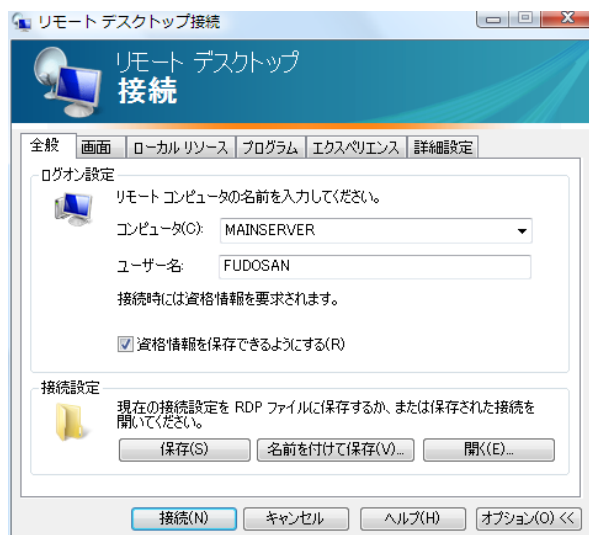 リモート デスクトップ接続
リモート デスクトップ
接続
全般 画面 ローカル リソース プログラム エクスペリエンス 詳細設定
ログオン設定
リモート コンピュータの名前を入力してください。
コンピュータ(C): MAINSERVER
ユーザー名: FUDOSAN
接続時には資格情報を要求されます。
資格情報を保存できるようにする(R)
接続設定
現在の接続設定を RDP ファイルに保存するか、または保存された接続を
開いてください。
保存(S) 名前を付けて保存(V)... 開く(E)...
接続(N) キャンセル ヘルプ(H) オプション(O) <<